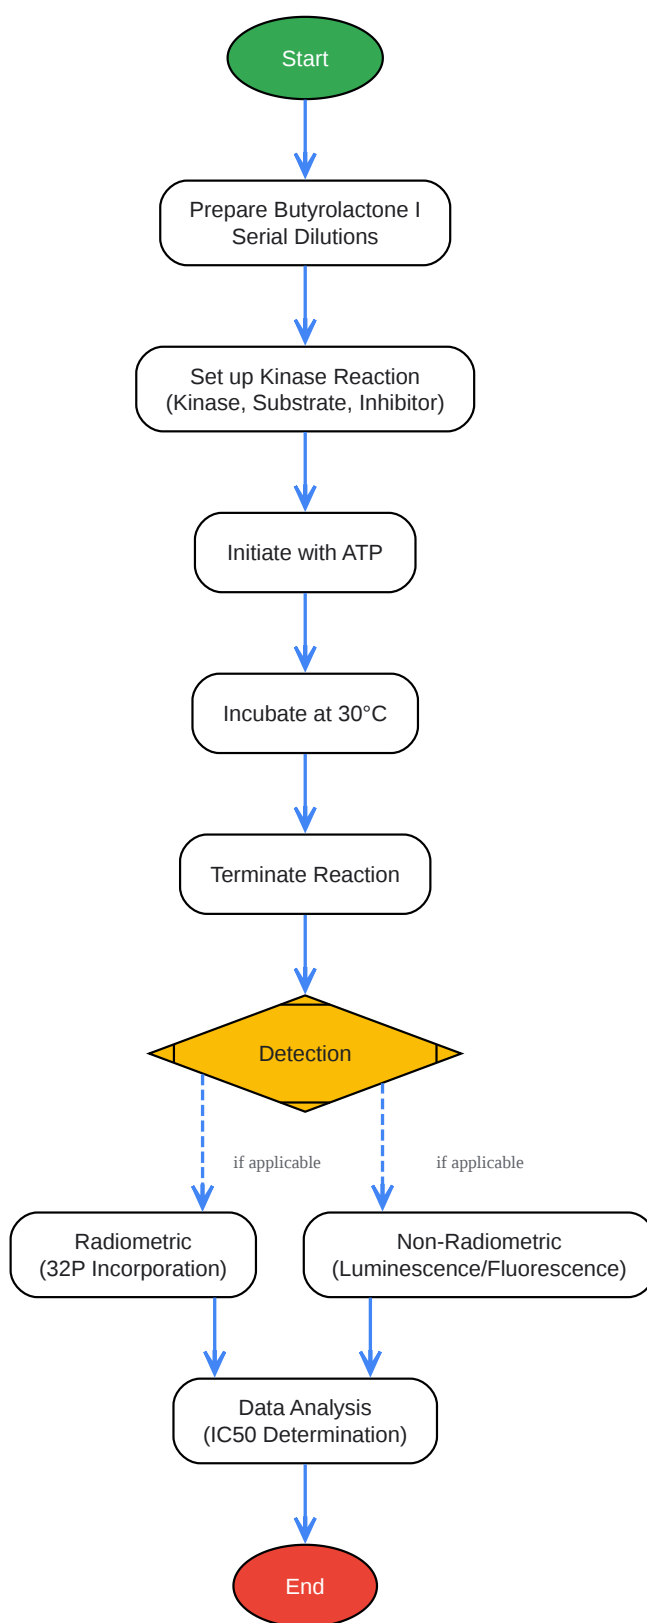 Start
Prepare Butyrolactone I
Serial Dilutions
Set up Kinase Reaction
(Kinase, Substrate, Inhibitor)
Initiate with ATP
Incubate at 30°C
Terminate Reaction
Detection
if applicable
if applicable
Radiometric
(32P Incorporation)
Non-Radiometric
(Luminescence/Fluorescence)
Data Analysis
(IC50 Determination)
End